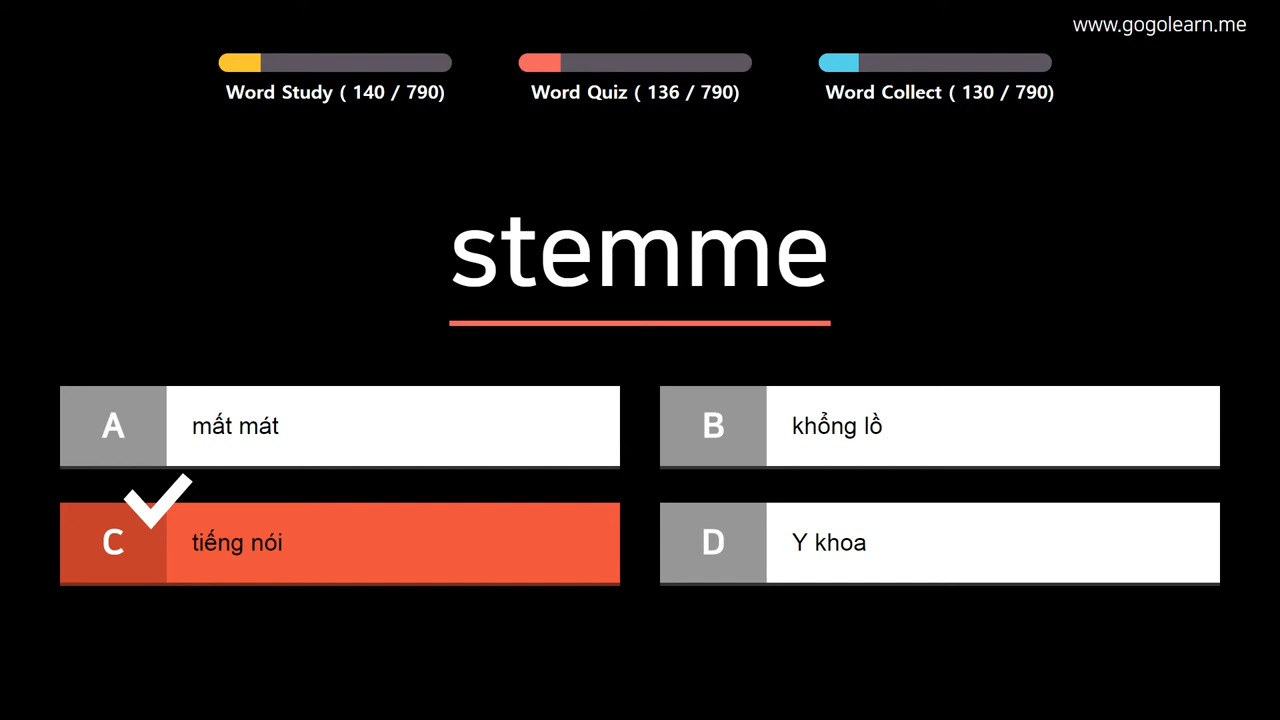 www.gogolearn.me
Word Study ( 140 / 790)
Word Quiz ( 136 / 790)
Word Collect ( 130 / 790)
stemme
A
mất mát
B
khổng lồ
C
tiếng nói
D
Y khoa